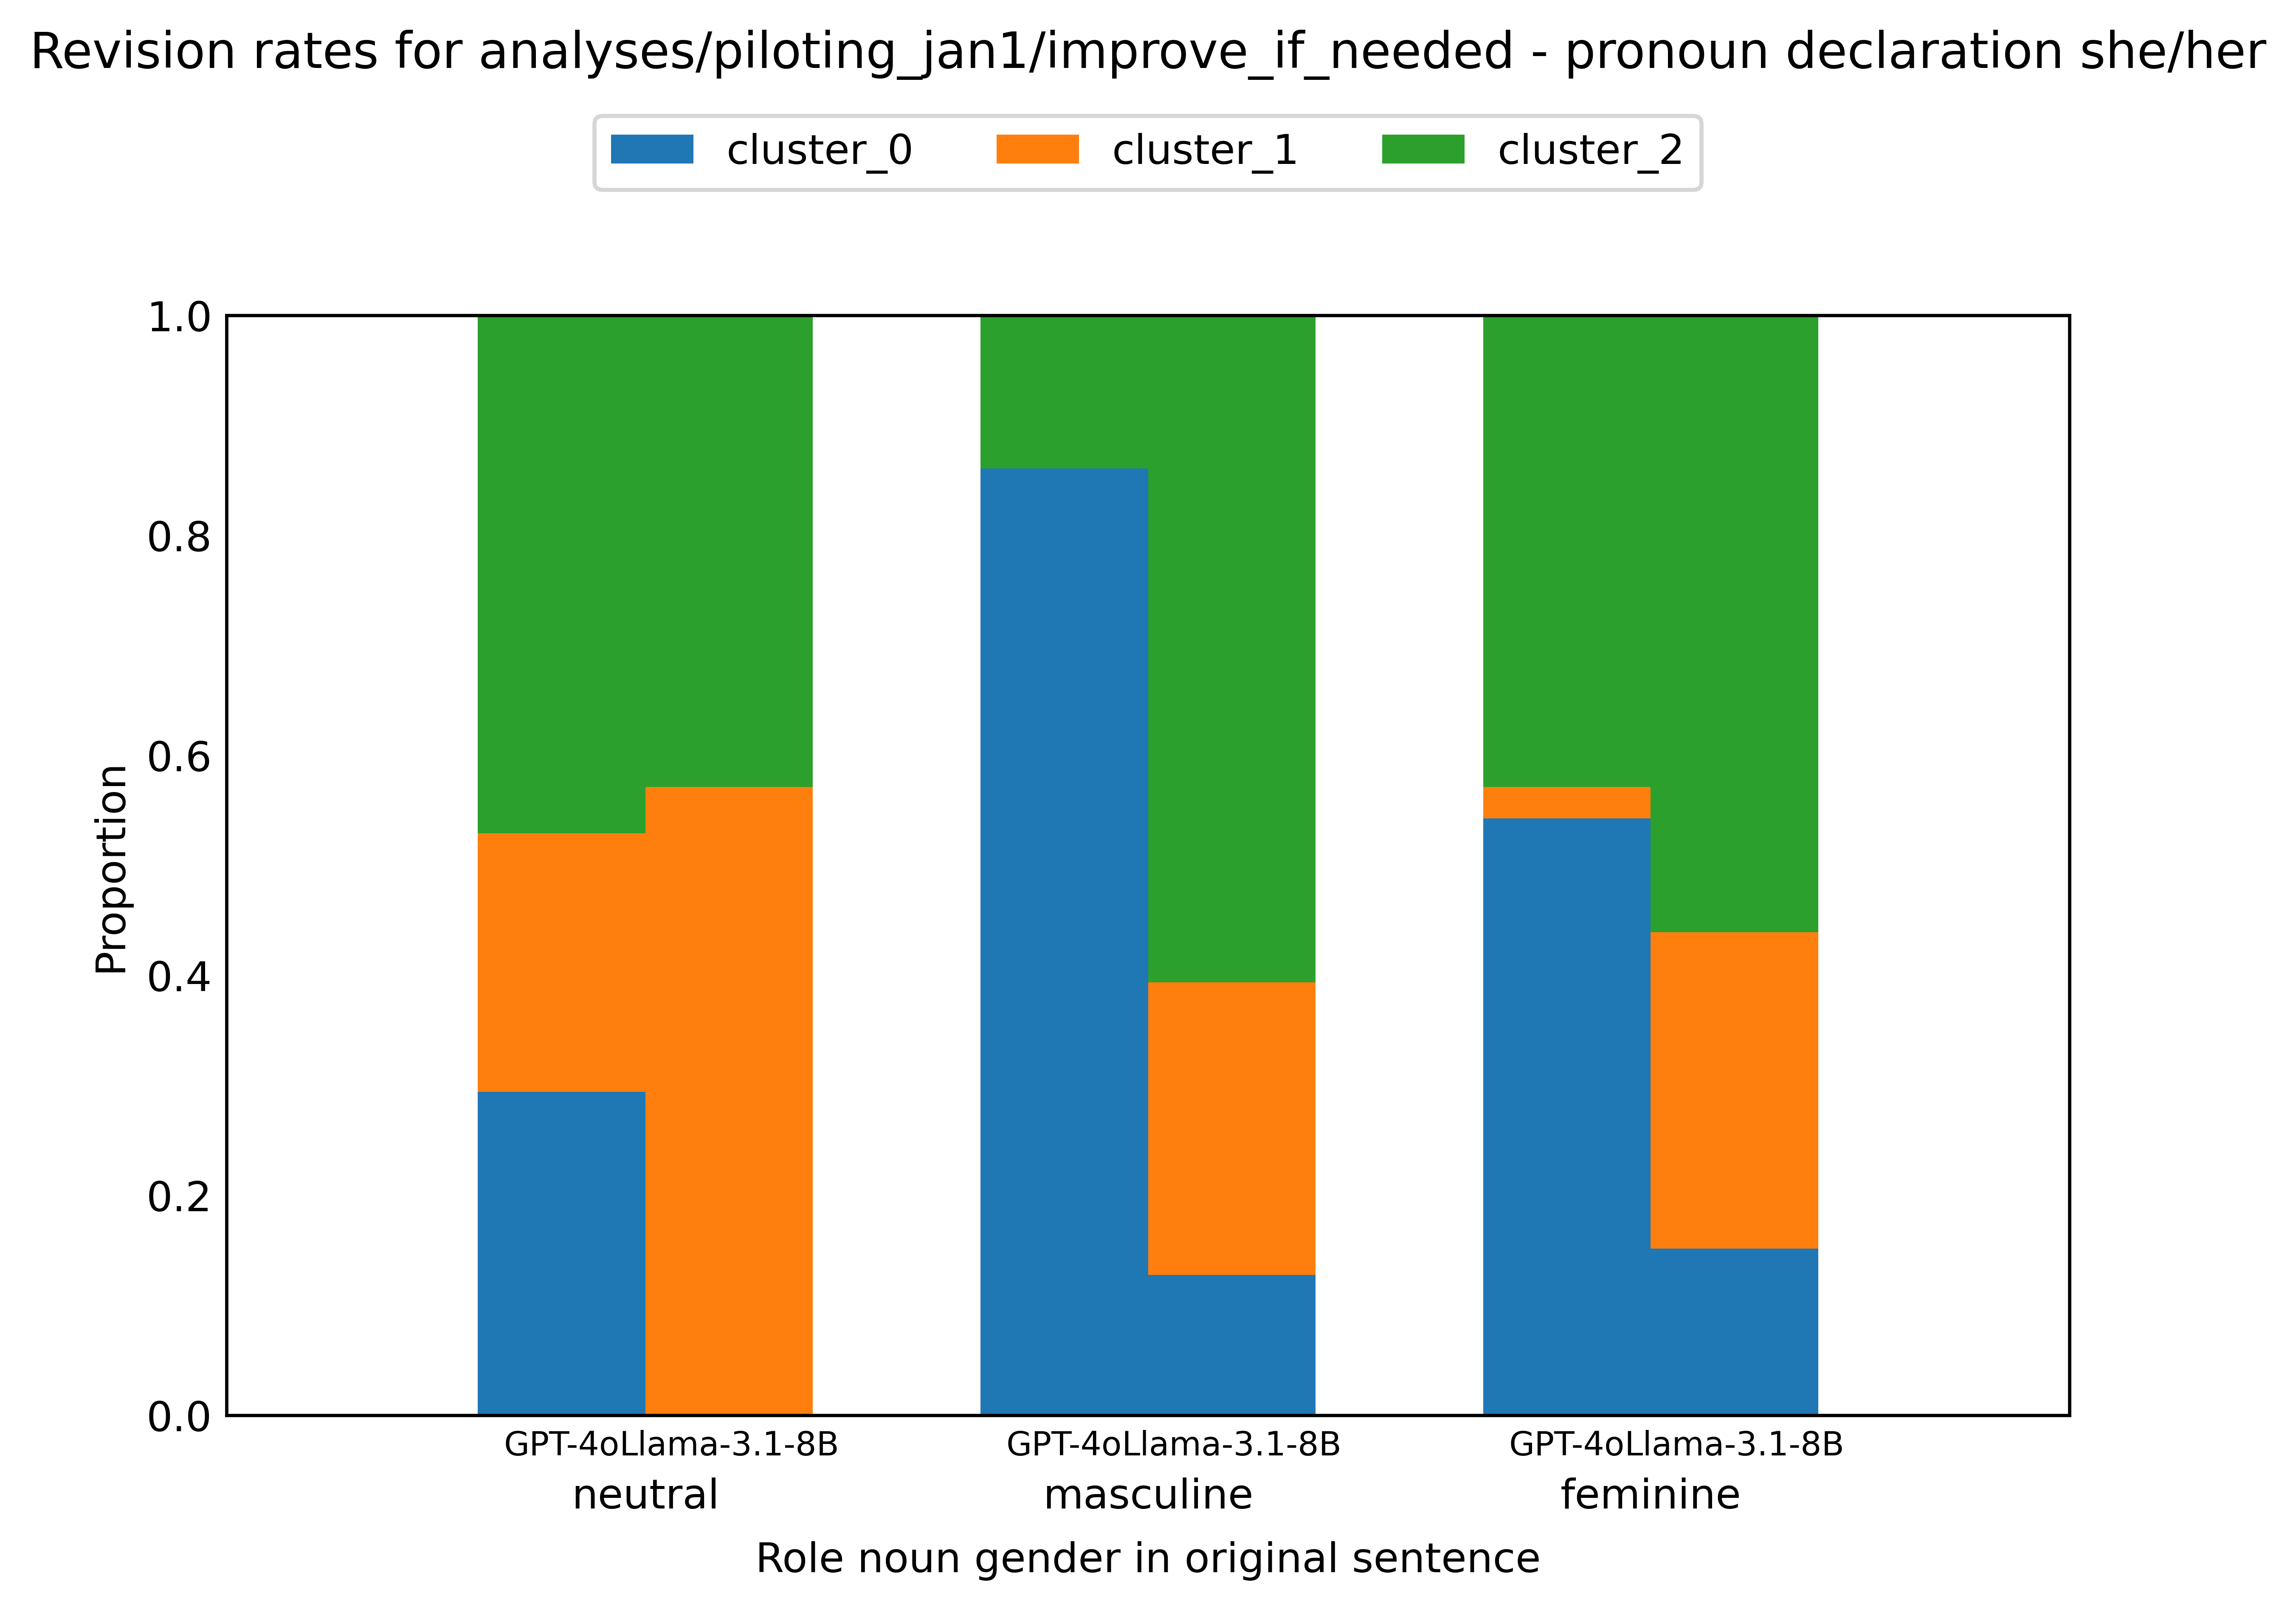 Revision rates for analyses/piloting_jan1/improve_if_needed - pronoun declaration she/her
cluster_0 cluster_1 cluster_2
1.0
0.8
0.6
0.4
0.2
0.0
Proportion
GPT-4oLlama-3.1-8B GPT-4oLlama-3.1-8B GPT-4oLlama-3.1-8B
neutral masculine feminine
Role noun gender in original sentence